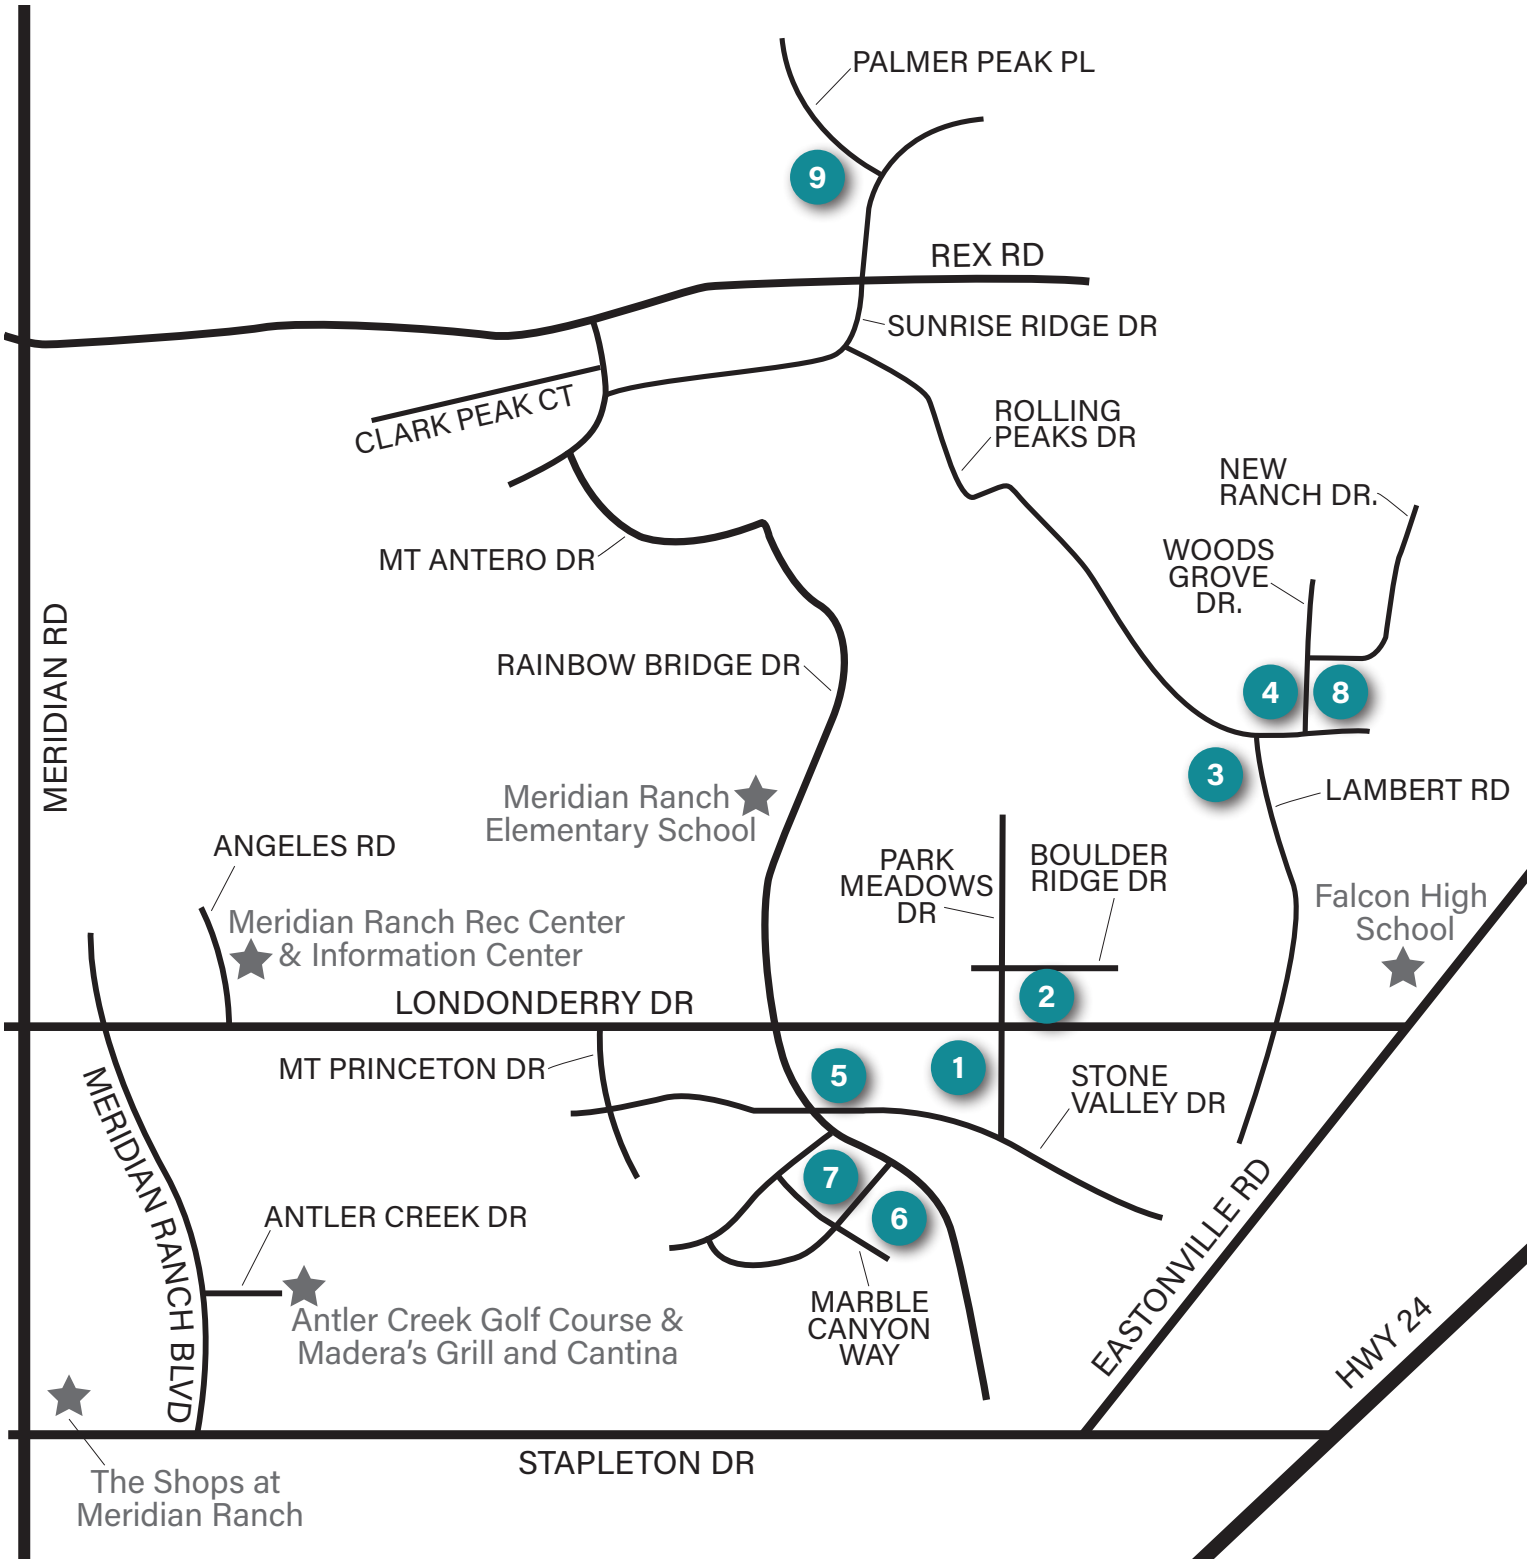 PALMER PEAK PL
9
REX RD
SUNRISE RIDGE DR
CLARK PEAK CT
ROLLING
PEAKS DR
NEW
RANCH DR.
WOODS
GROVE
DR.
MT ANTERO DR
MERIDIAN RD
RAINBOW BRIDGE DR
4
8
3
LAMBERT RD
Meridian Ranch
Elementary School
ANGELES RD
PARK
MEADOWS
DR
BOULDER
RIDGE DR
Falcon High
School
Meridian Ranch Rec Center
& Information Center
2
LONDONDERRY DR
MT PRINCETON DR
5
1
STONE
VALLEY DR
MERIDIAN RANCH BLVD
7
6
ANTLER CREEK DR
EASTONVILLE RD
Antler Creek Golf Course &
Madera's Grill and Cantina
MARBLE
CANYON
WAY
HWY 24
STAPLETON DR
The Shops at
Meridian Ranch